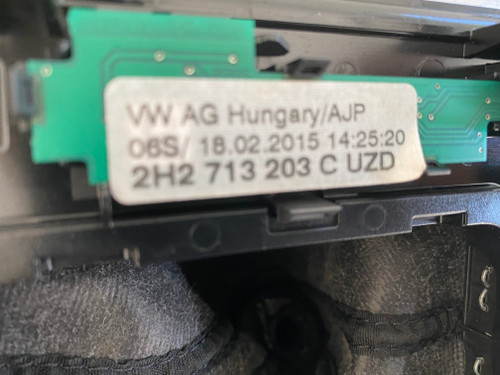 VW AG Hungary/AJP
06S/ 18.02.2015 14:25:20
2H2 713 203 C UZD